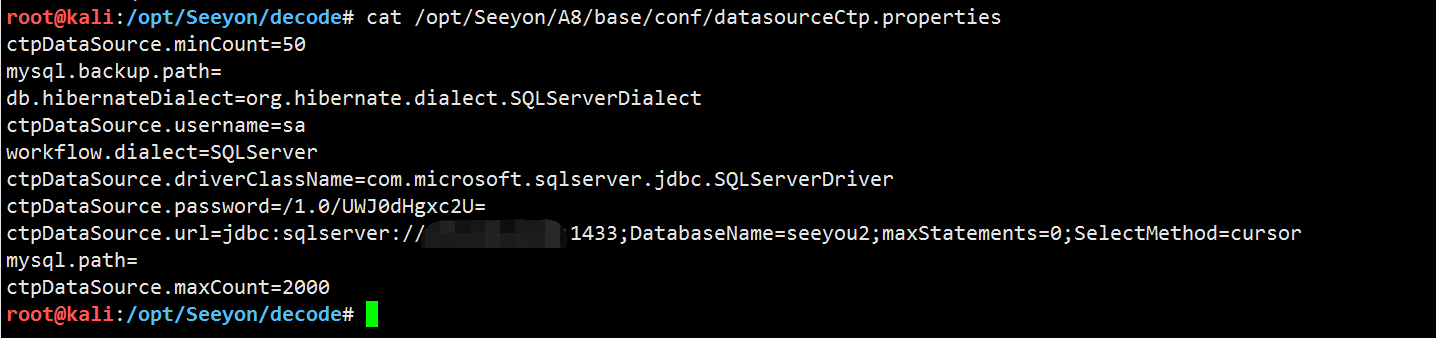 root@kali:/opt/Seeyon/decode# cat /opt/Seeyon/A8/base/conf/datasourceCtp.properties
ctpDataSource.minCount=50
mysql.backup.path=
db.hibernateDialect=org.hibernate.dialect.SQLServerDialect
ctpDataSource.username=sa
workflow.dialect=SQLServer
ctpDataSource.driverClassName=com.microsoft.sqlserver.jdbc.SQLServerDriver
ctpDataSource.password=/1.0/UWJ0dHgxc2U=
ctpDataSource.url=jdbc:sqlserver:// 1433;DatabaseName=seeyou2;maxStatements=0;SelectMethod=cursor
mysql.path=
ctpDataSource.maxCount=2000
root@kali:/opt/Seeyon/decode#